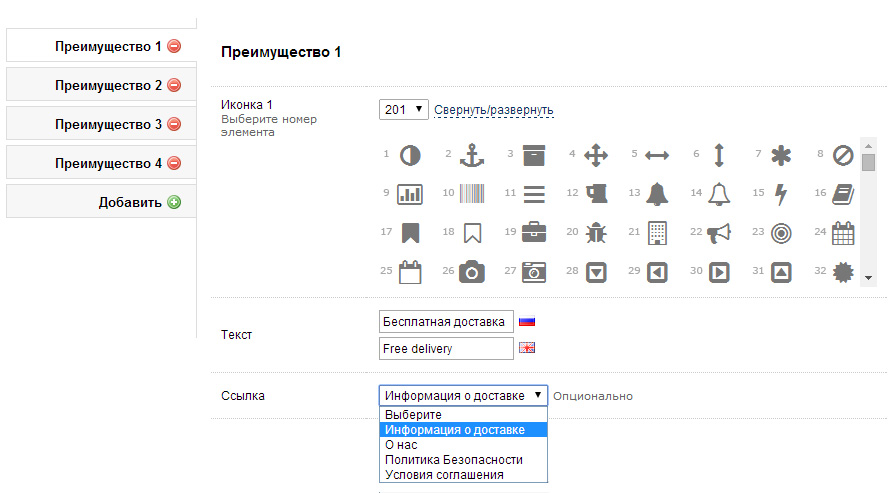 Преимущество 1
Преимущество 2
Преимущество 3
Преимущество 4
Добавить
Преимущество 1
Иконка 1
Выберите номер
элемента
201 Свернуть/развернуть
1 2 3 4 5 6 7 8
9 10 11 12 13 14 15 16
17 18 19 20 21 22 23 24
25 26 27 28 29 30 31 32
Текст
Бесплатная доставка
Free delivery
Ссылка
Информация о доставке Опционально
Выберите
Информация о доставке
О нас
Политика Безопасности
Условия соглашения